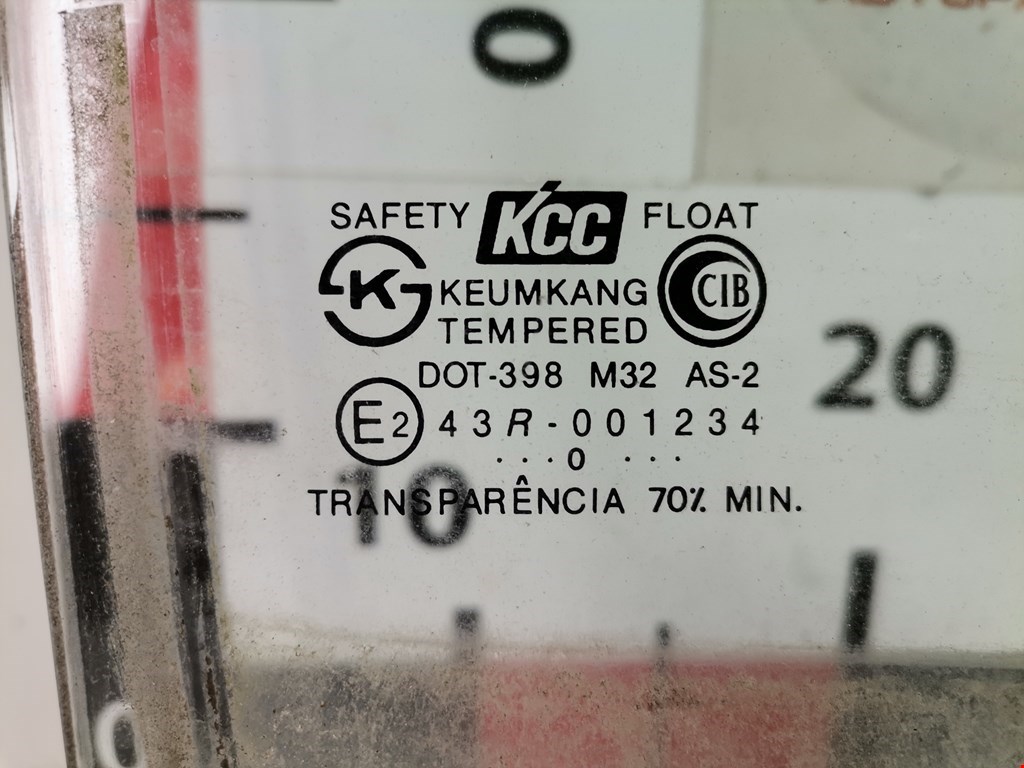 0
SAFETY KCC FLOAT
K KEUMKANG CIB
TEMPERED
20
DOT-398 M32 AS-2
E2 43R-001234
···0 ···
TRANSPARÊNCIA 70% MIN.
10
0